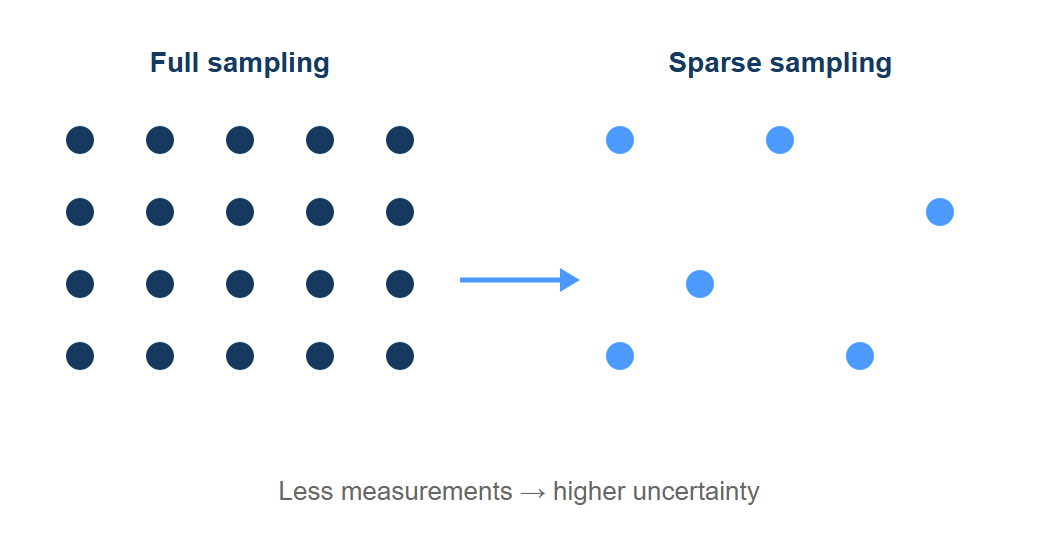 Full sampling
Sparse sampling
Less measurements → higher uncertainty